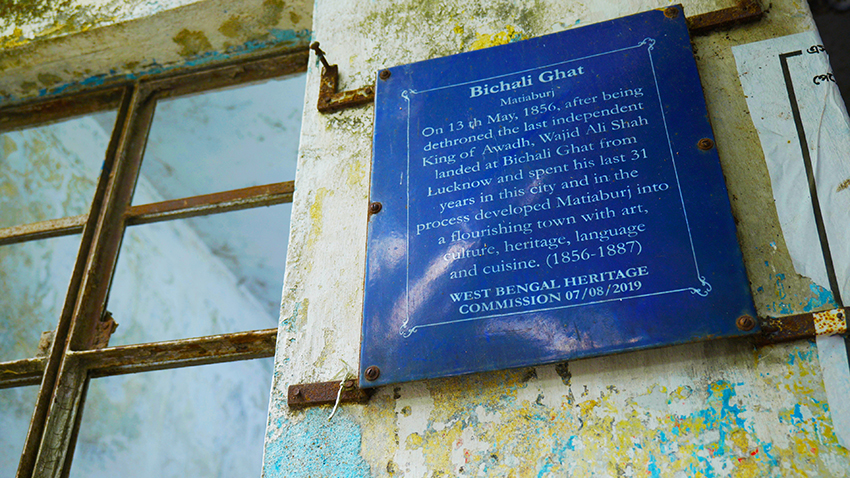 Bichali Ghat
Matiaburj
On 13 th May, 1856, after being
dethroned the last independent
King of Awadh, Wajid Ali Shah
landed at Bichali Ghat from
Lucknow and spent his last 31
years in this city and in the
process developed Matiaburj into
a flourishing town with art,
culture, heritage, language
and cuisine. (1856-1887)
WEST BENGAL HERITAGE
COMMISSION 07/08/2019